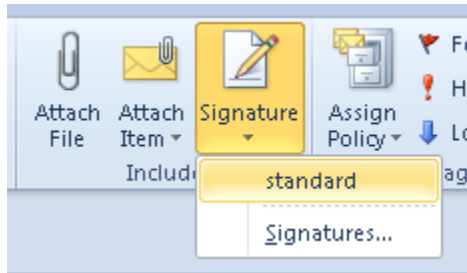 Attach File
Attach Item
Signature
Assign Policy
standard
Signatures...